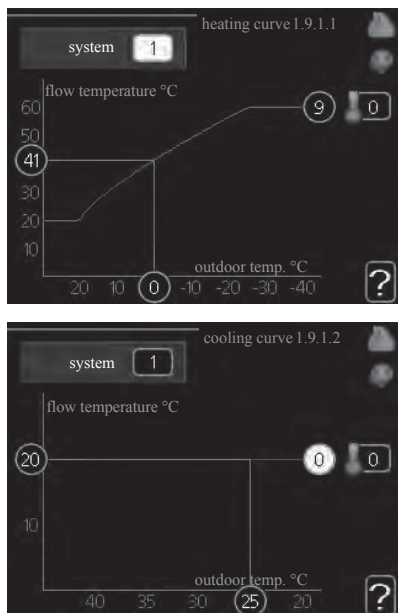 heating curve 1.9.1.1
system 1
flow temperature °C
60
9 0
50
41
30
20
10
outdoor temp. °C
20 10 0 -10 -20 -30 -40
?
cooling curve 1.9.1.2
system 1
flow temperature °C
20 0 0
10
outdoor temp. °C
40 35 30 25 20
?